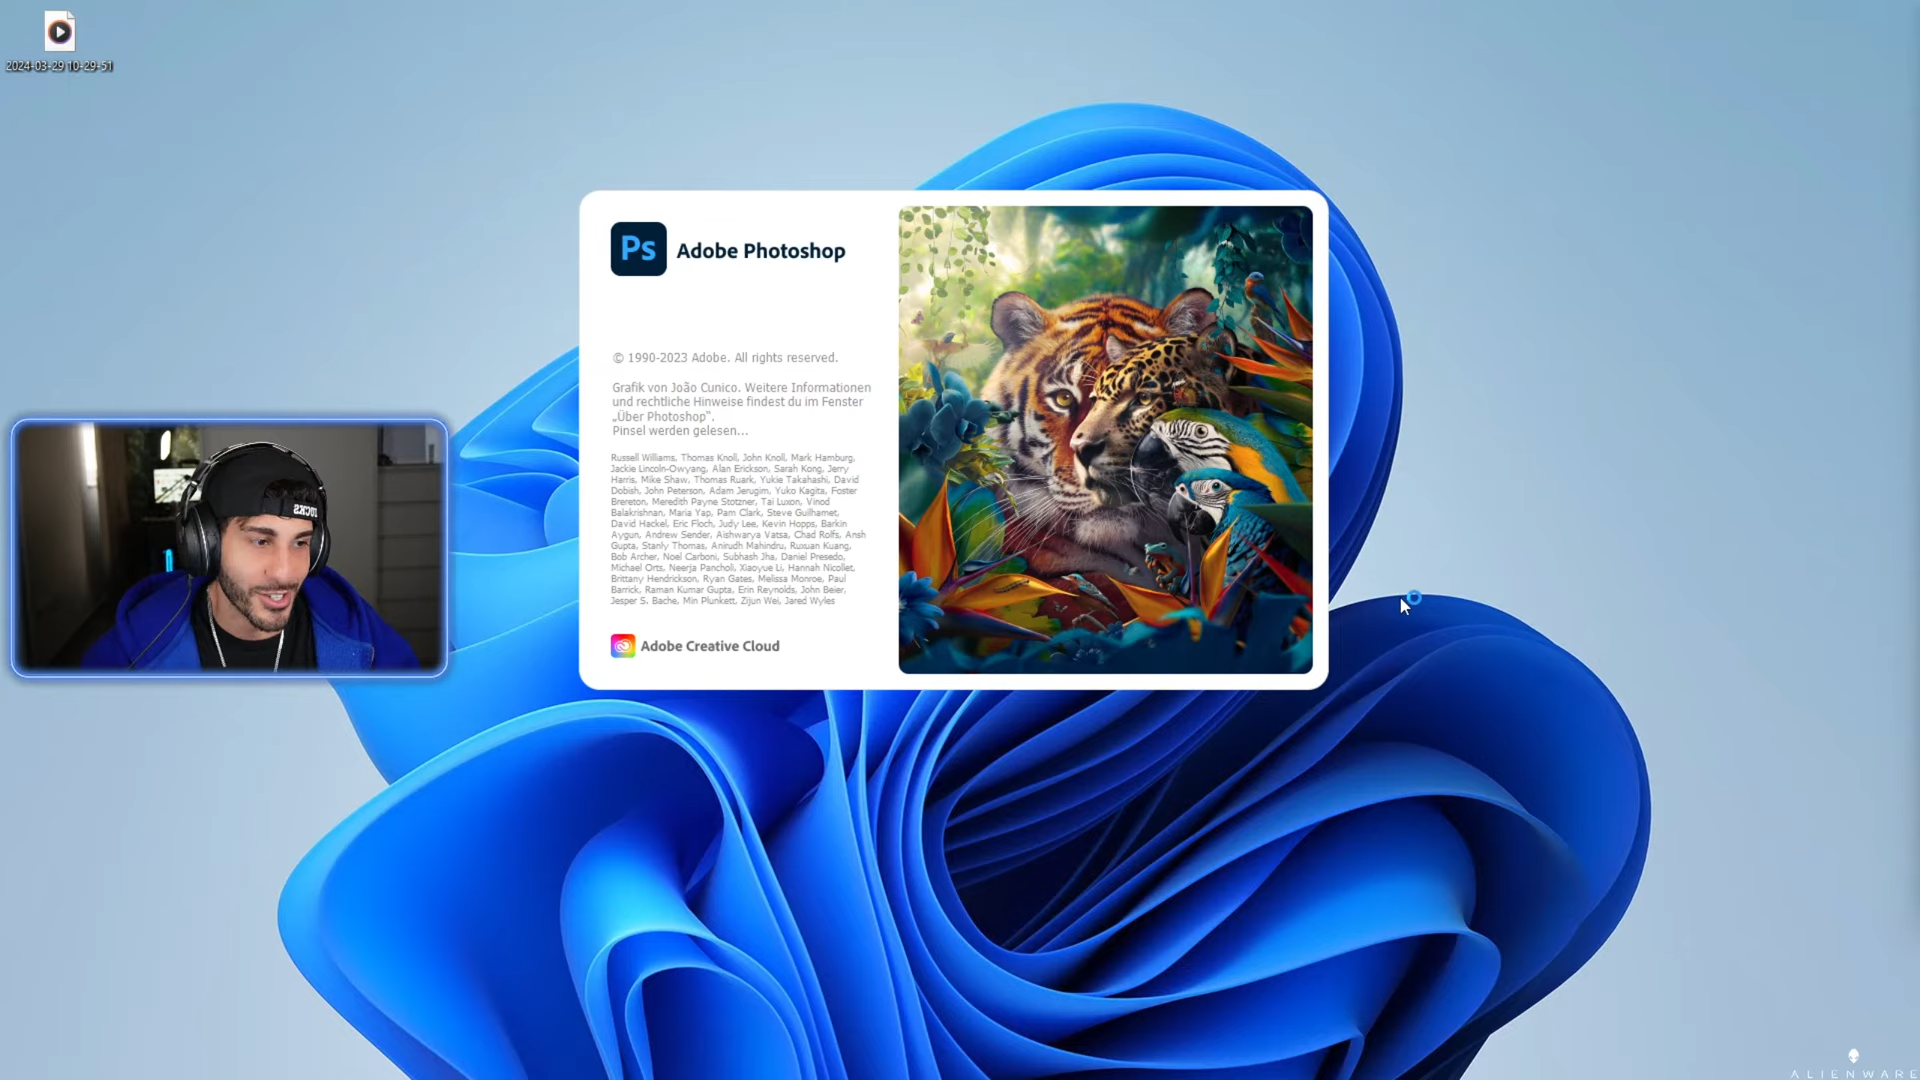 2024-03-29 10-29-51
Ps
Adobe Photoshop
© 1990-2023 Adobe. All rights reserved.
Grafik von João Cunico. Weitere Informationen
und rechtliche Hinweise findest du im Fenster
„Über Photoshop".
Pinsel werden gelesen...
Russell Williams, Thomas Knoll, John Knoll, Mark Hamburg,
Jackie Lincoln-Owyang, Alan Erickson, Sarah Kong, Jerry
Harris, Mike Shaw, Thomas Ruark, Yukie Takahashi, David
Dobish, John Peterson, Adam Jerugim, Yuko Kagita, Foster
Brereton, Meredith Payne Stotzner, Tai Luxon, Vinod
Balakrishnan, Maria Yap, Pam Clark, Steve Guilhamet,
David Hackel, Eric Floch, Judy Lee, Kevin Hopps, Barkin
Aygun, Andrew Sender, Aishwarya Vatsa, Chad Rolfs, Ansh
Gupta, Stanly Thomas, Anirudh Mahindru, Ruxuan Kuang,
Bob Archer, Noel Carboni, Subhash Jha, Daniel Presedo,
Michael Orts, Neerja Pancholi, Xiaoyue Li, Hannah Nicollet,
Brittany Hendrickson, Ryan Gates, Melissa Monroe, Paul
Barrick, Raman Kumar Gupta, Erin Reynolds, John Beier,
Jesper S. Bache, Min Plunkett, Zijun Wei, Jared Wyles
Adobe Creative Cloud
ALIENWARE